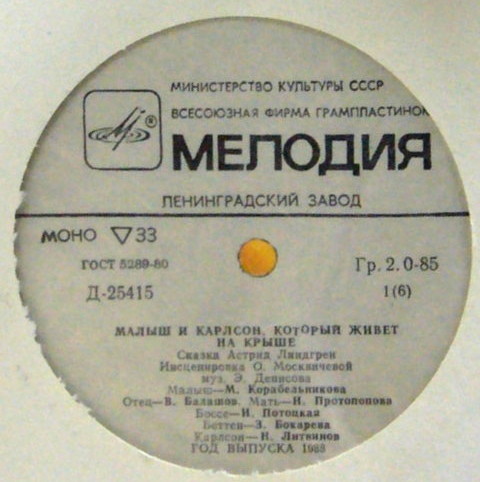 МИНИСТЕРСТВО КУЛЬТУРЫ СССР
ВСЕСОЮЗНАЯ ФИРМА ГРАМПЛАСТИНОК
®
МЕЛОДИЯ
ЛЕНИНГРАДСКИЙ ЗАВОД
МОНО ▽ 33
ГОСТ 5289-80
Гр. 2. 0-85
Д-25415
1(6)
МАЛЫШ И КАРЛСОН, КОТОРЫЙ ЖИВЕТ
НА КРЫШЕ
Сказка Астрид Линдгрен
Инсценировка О. Москвичевой
муз. Э. Денисова
Малыш—М. Корабельникова
Отец—В. Балашов. Мать—Н. Протопопова
Боссе—И. Потоцкая
Беттен—З. Бокарева
Карлсон—Н. Литвинов
ГОД ВЫПУСКА 1968